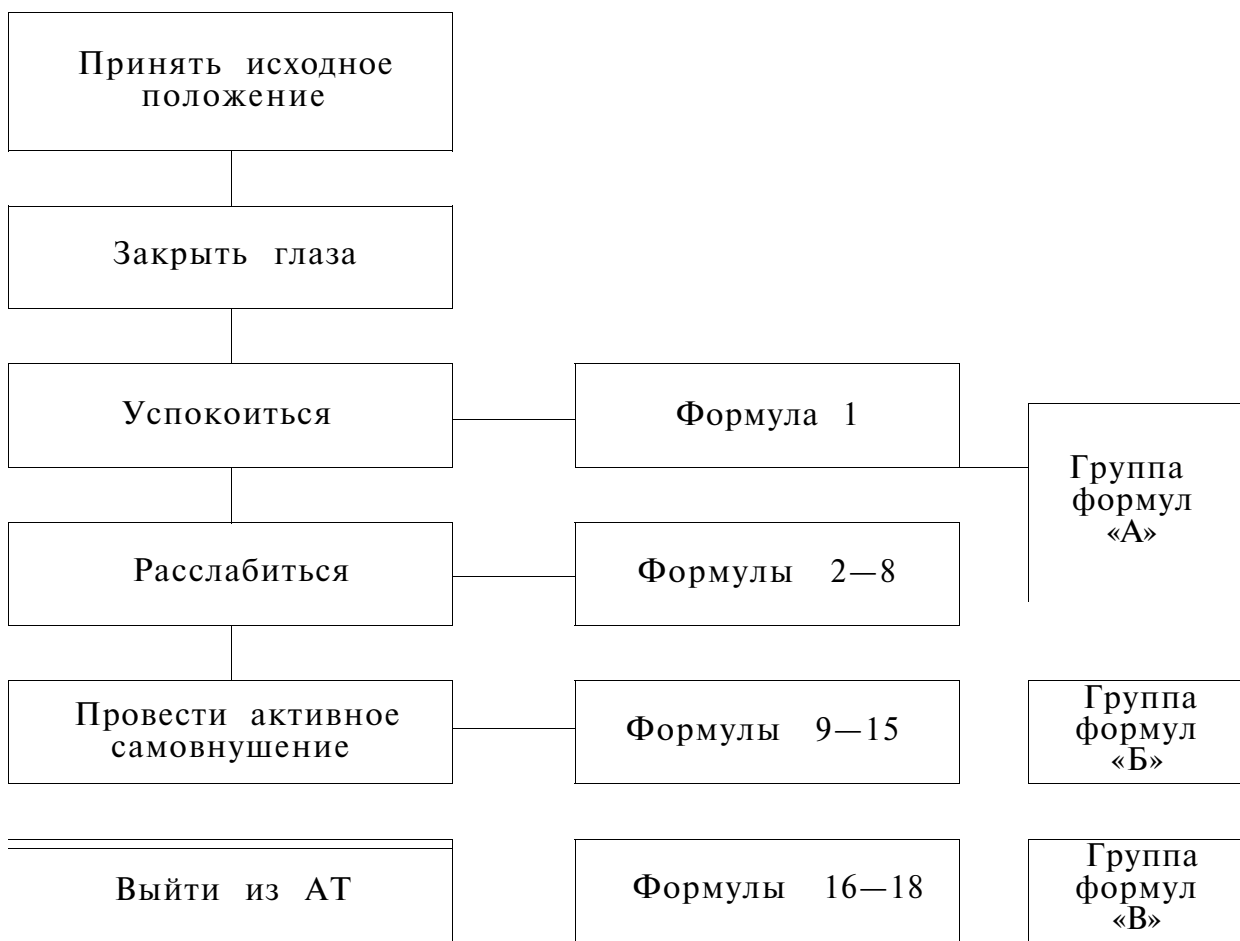 Принять исходное
положение
Закрыть глаза
Успокоиться
Формула 1
Группа
формул
«А»
Расслабиться
Формулы 2—8
Провести активное
самовнушение
Формулы 9—15
Группа
формул
«Б»
Выйти из АТ
Формулы 16—18
Группа
формул
«В»